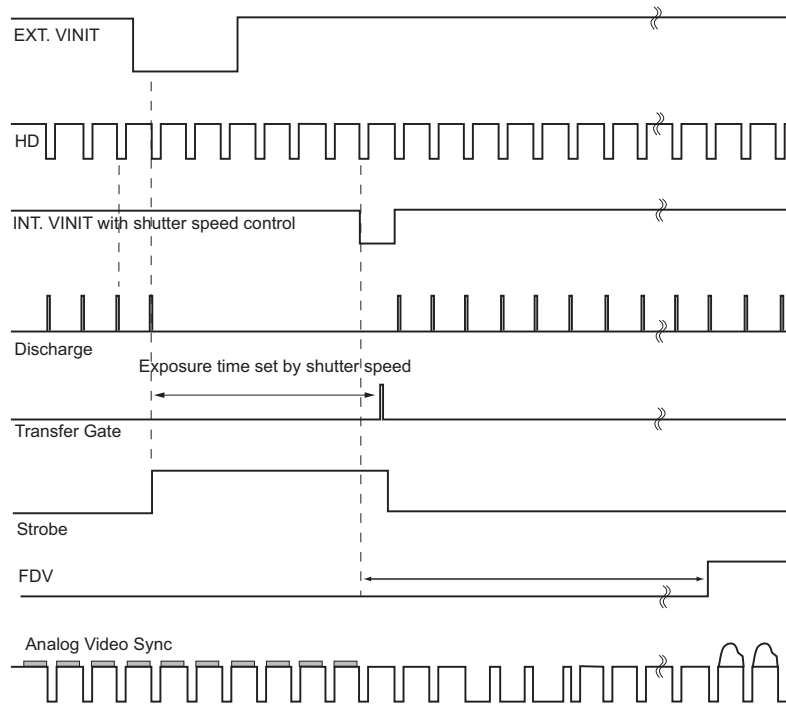 EXT. VINIT
HD
INT. VINIT with shutter speed control
Discharge
Exposure time set by shutter speed
Transfer Gate
Strobe
FDV
Analog Video Sync